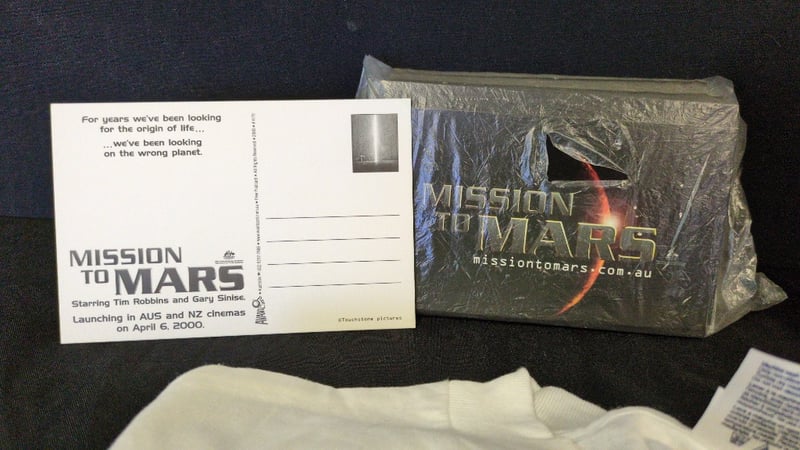 For years we've been looking
for the origin of life...
...we've been looking
on the wrong planet.
MISSION
TO MARS
Starring Tim Robbins and Gary Sinise.
Launching in AUS and NZ cinemas
on April 6, 2000.
©Touchstone pictures
MISSION
TO MARS
missiontomars.com.au